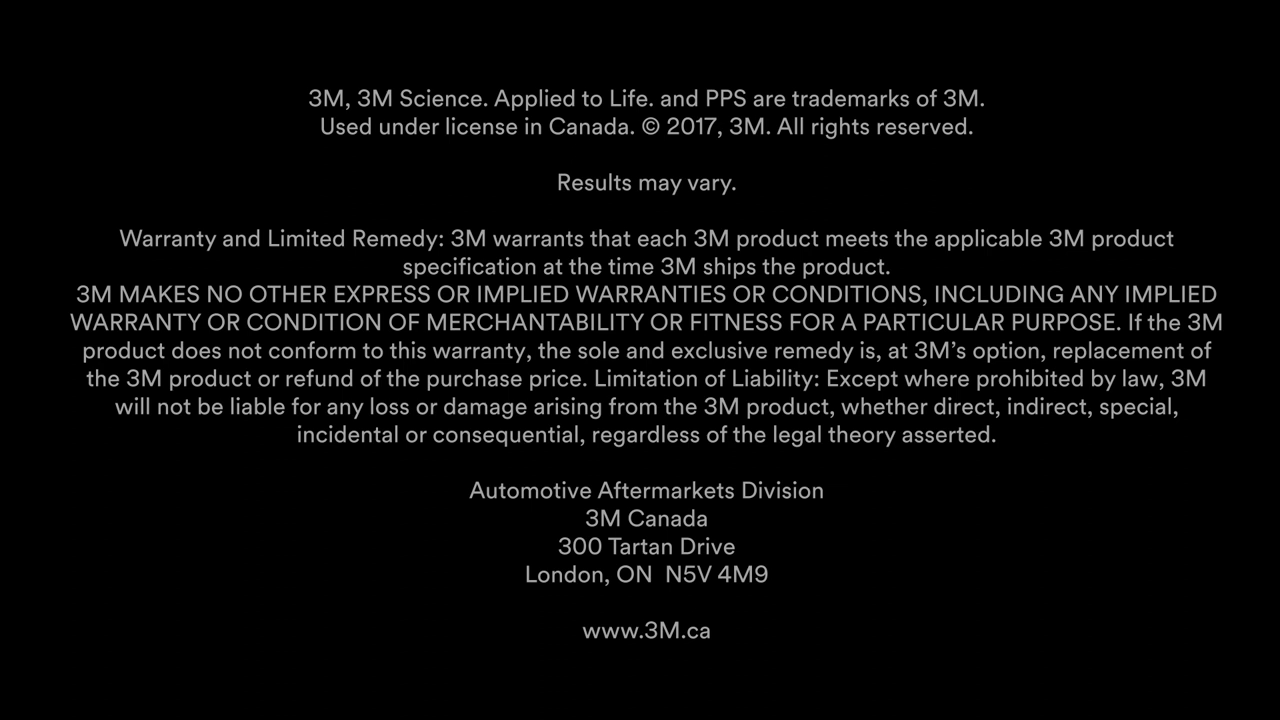 3M, 3M Science. Applied to Life. and PPS are trademarks of 3M.
Used under license in Canada. © 2017, 3M. All rights reserved.
Results may vary.
Warranty and Limited Remedy: 3M warrants that each 3M product meets the applicable 3M product
specification at the time 3M ships the product.
3M MAKES NO OTHER EXPRESS OR IMPLIED WARRANTIES OR CONDITIONS, INCLUDING ANY IMPLIED
WARRANTY OR CONDITION OF MERCHANTABILITY OR FITNESS FOR A PARTICULAR PURPOSE. If the 3M
product does not conform to this warranty, the sole and exclusive remedy is, at 3M’s option, replacement of
the 3M product or refund of the purchase price. Limitation of Liability: Except where prohibited by law, 3M
will not be liable for any loss or damage arising from the 3M product, whether direct, indirect, special,
incidental or consequential, regardless of the legal theory asserted.
Automotive Aftermarkets Division
3M Canada
300 Tartan Drive
London, ON  N5V 4M9
www.3M.ca